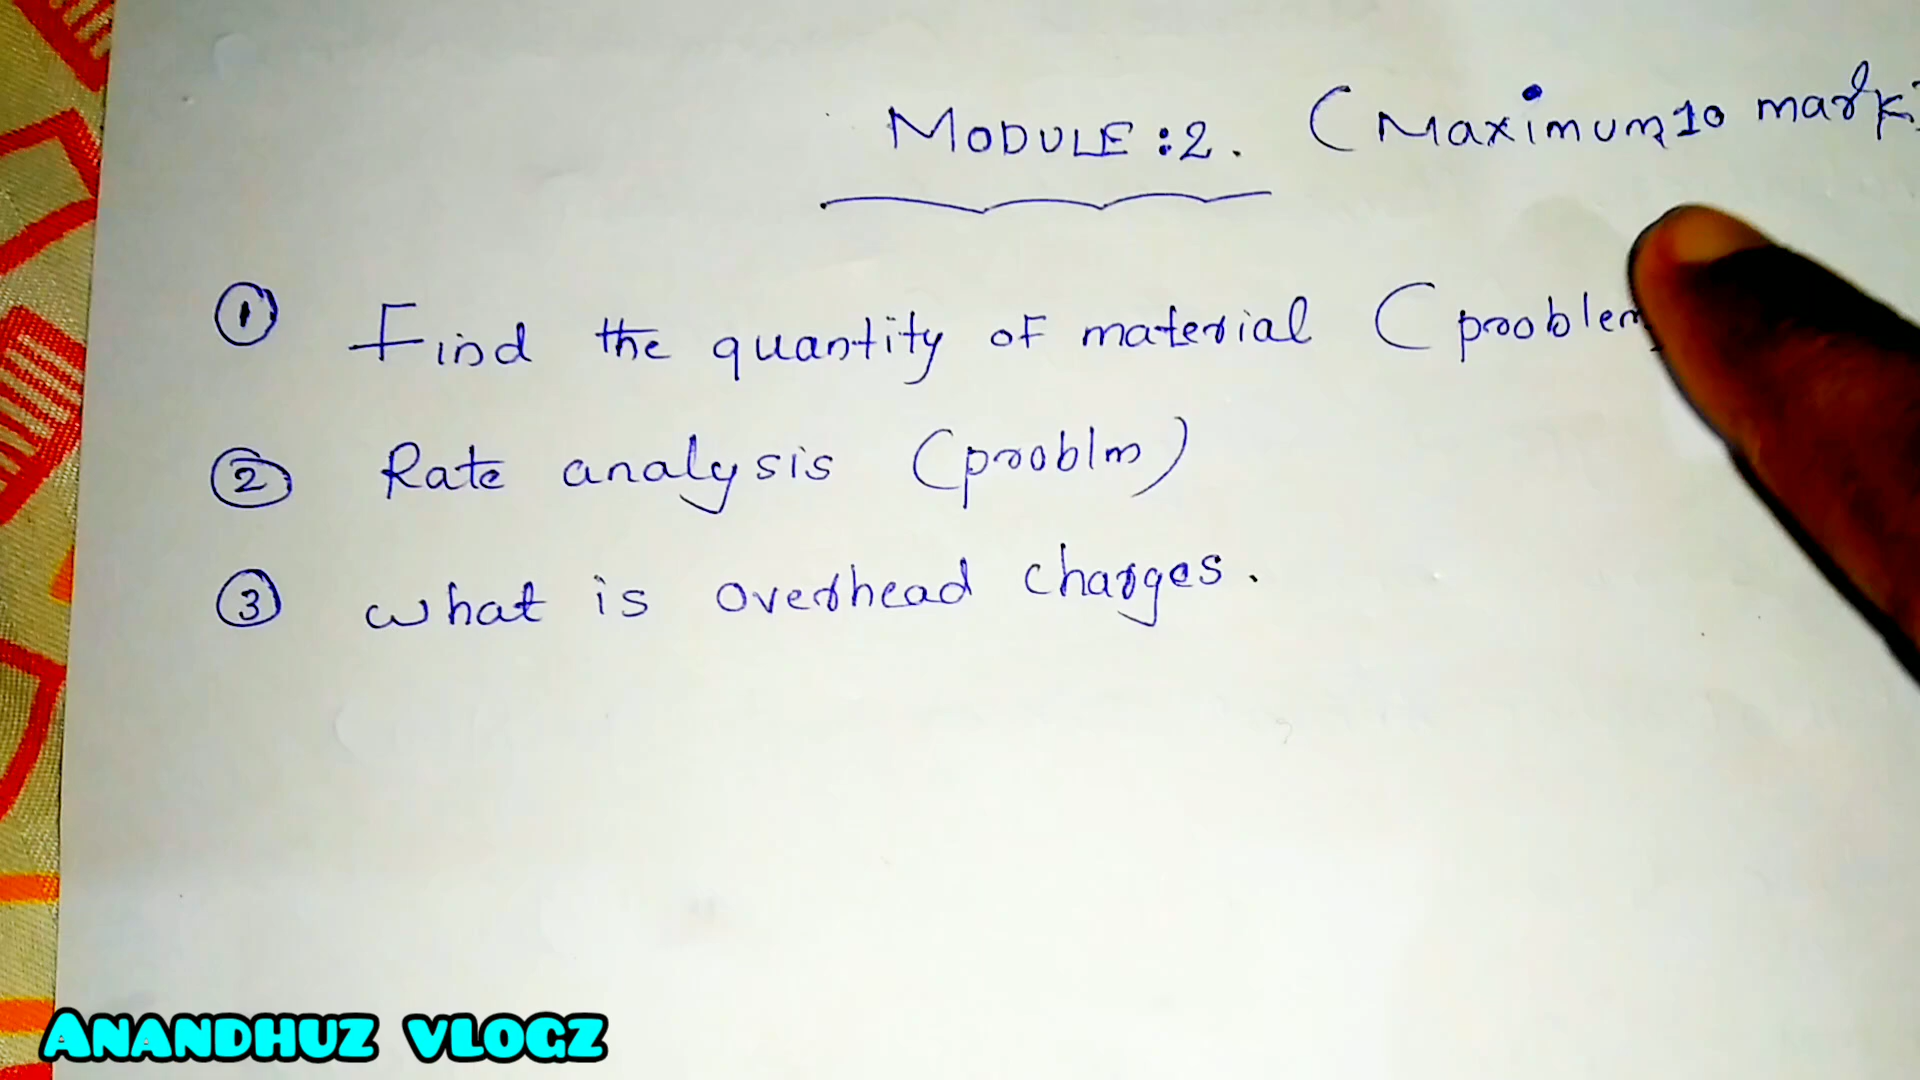 MODULE:2. (Maximum 10 mark
① Find the quantity of material (problem
② Rate analysis (problm)
③ what is overhead charges.
ANANDHUZ VLOGZ